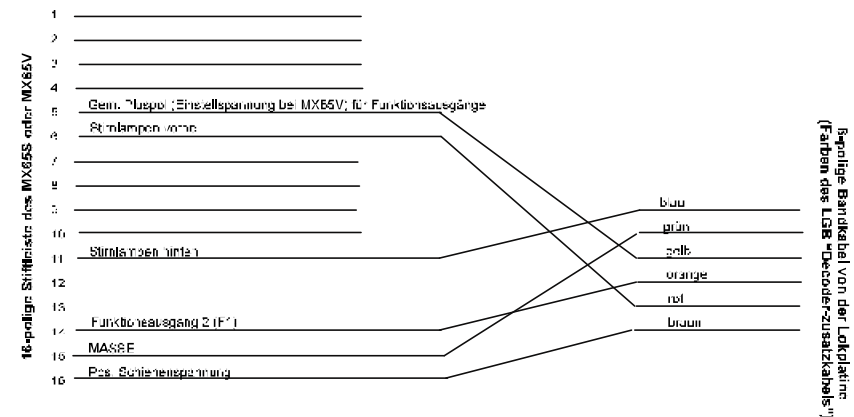 16-polige Stiftleiste des MX65S oder MX65V
1
2
3
4
Gem. Pluspol (Einstellspannung bei MX65V) für Funktionsausgänge
5
Stirnlampen vorne
6
7
8
9
10
Stirnlampen hinten
11
12
13
Funktionsausgang 2 (F1)
14
MASSE
15
Pos. Schienenspannung
16
blau
grün
gelb
orange
rot
braun
6-polige Bandkabel von der Lokplatine
(Farben des LGB "Decoder-zusatzkabels")